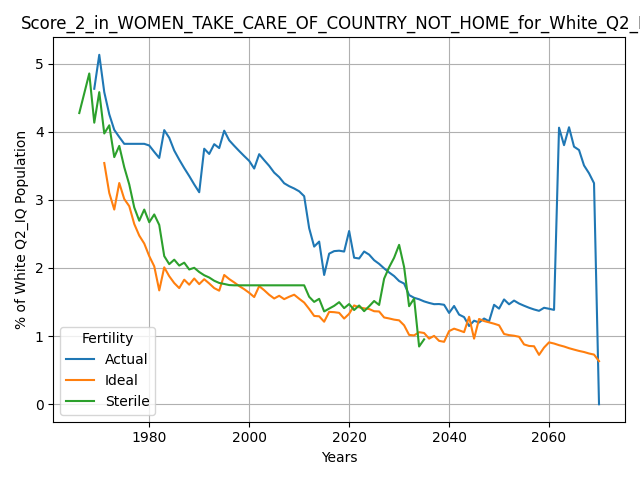 Score_2_in_WOMEN_TAKE_CARE_OF_COUNTRY_NOT_HOME_for_White_Q2_I
% of White Q2_IQ Population
5
4
3
2
1
0
Fertility
Actual
Ideal
Sterile
1980 2000 2020 2040 2060
Years